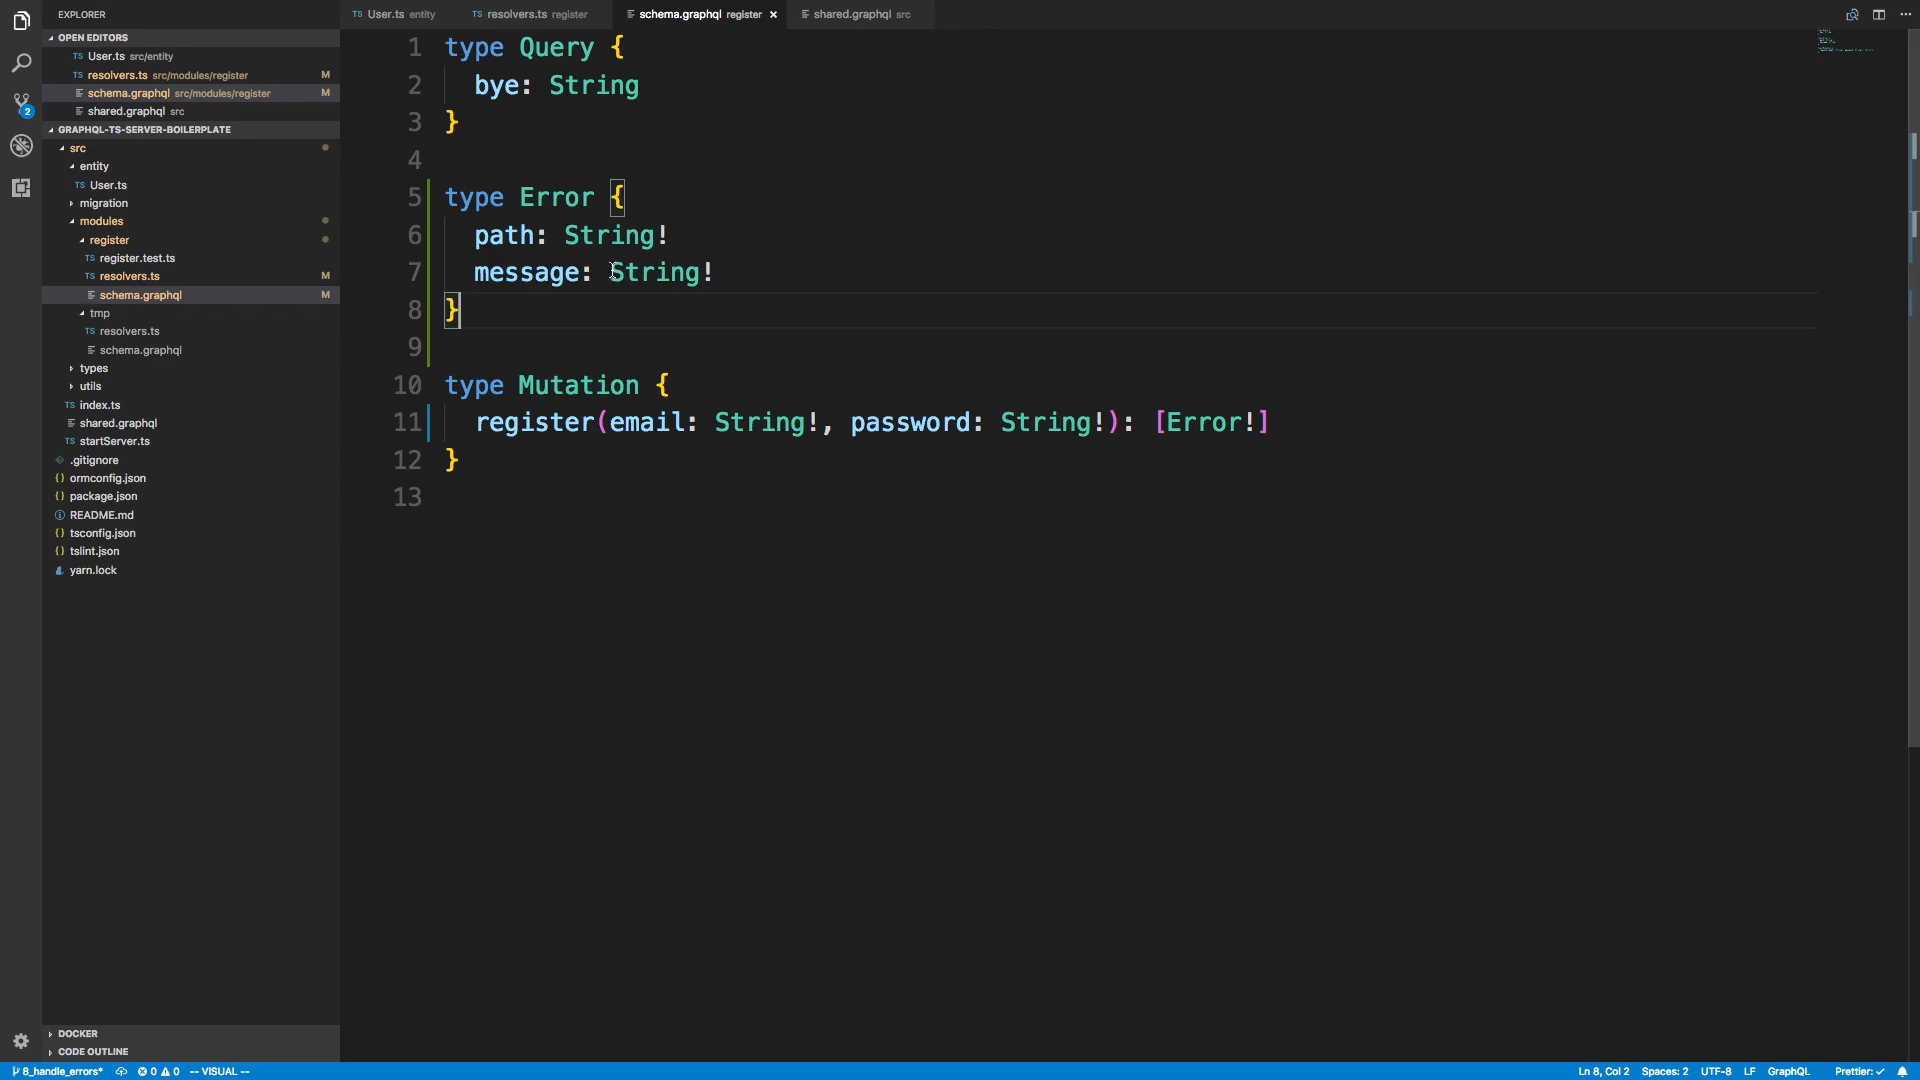 EXPLORER
OPEN EDITORS
TS User.ts src/entity
TS resolvers.ts src/modules/register M
schema.graphql src/modules/register M
shared.graphql src
GRAPHQL-TS-SERVER-BOILERPLATE
src
entity
TS User.ts
migration
modules
register
TS register.test.ts
TS resolvers.ts M
schema.graphql M
tmp
TS resolvers.ts
schema.graphql
types
utils
TS index.ts
shared.graphql
TS startServer.ts
.gitignore
{} ormconfig.json
{} package.json
README.md
{} tsconfig.json
{} tslint.json
yarn.lock
DOCKER
CODE OUTLINE
2
TS User.ts entity
TS resolvers.ts register
schema.graphql register ×
shared.graphql src
1 type Query {
2 bye: String
3 }
4
5 type Error {
6 path: String!
7 message: String!
8 }
9
10 type Mutation {
11 register(email: String!, password: String!): [Error!]
12 }
13
8_handle_errors* 0 0 -- VISUAL --
Ln 8, Col 2 Spaces: 2 UTF-8 LF GraphQL Prettier: ✓